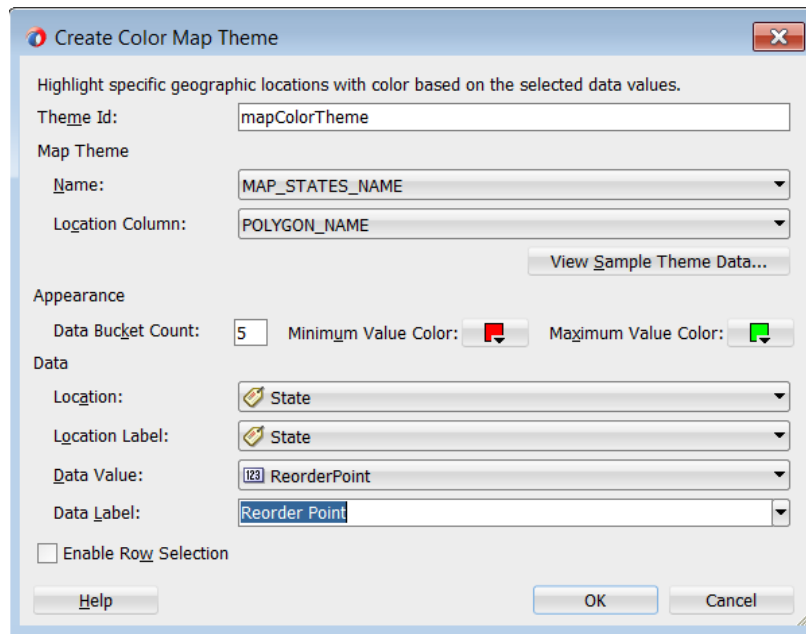 Create Color Map Theme
Highlight specific geographic locations with color based on the selected data values.
Theme Id: mapColorTheme
Map Theme
Name: MAP_STATES_NAME
Location Column: POLYGON_NAME
View Sample Theme Data...
Appearance
Data Bucket Count: 5 Minimum Value Color: Maximum Value Color:
Data
Location: State
Location Label: State
Data Value: 123 ReorderPoint
Data Label: Reorder Point
Enable Row Selection
Help OK Cancel